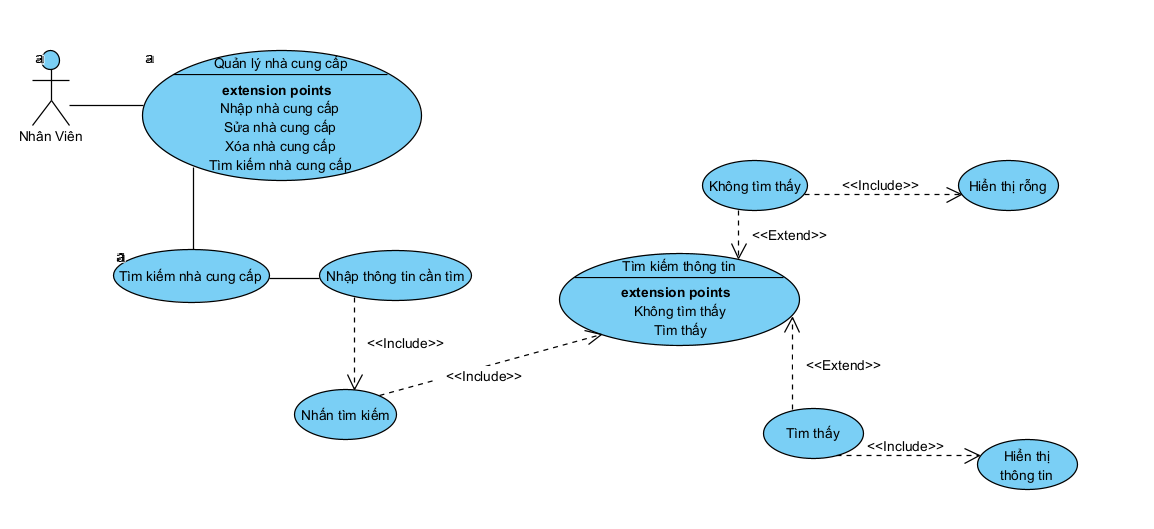 a
a
Quản lý nhà cung cấp
extension points
Nhập nhà cung cấp
Sửa nhà cung cấp
Xóa nhà cung cấp
Tìm kiếm nhà cung cấp
Nhân Viên
Không tìm thấy
<<Include>>
Hiển thị rỗng
<<Extend>>
a
Tìm kiếm nhà cung cấp
Nhập thông tin cần tìm
Tìm kiếm thông tin
extension points
Không tìm thấy
Tìm thấy
<<Include>>
<<Include>>
<<Extend>>
Nhấn tìm kiếm
Tìm thấy
<<Include>>
Hiển thị
thông tin